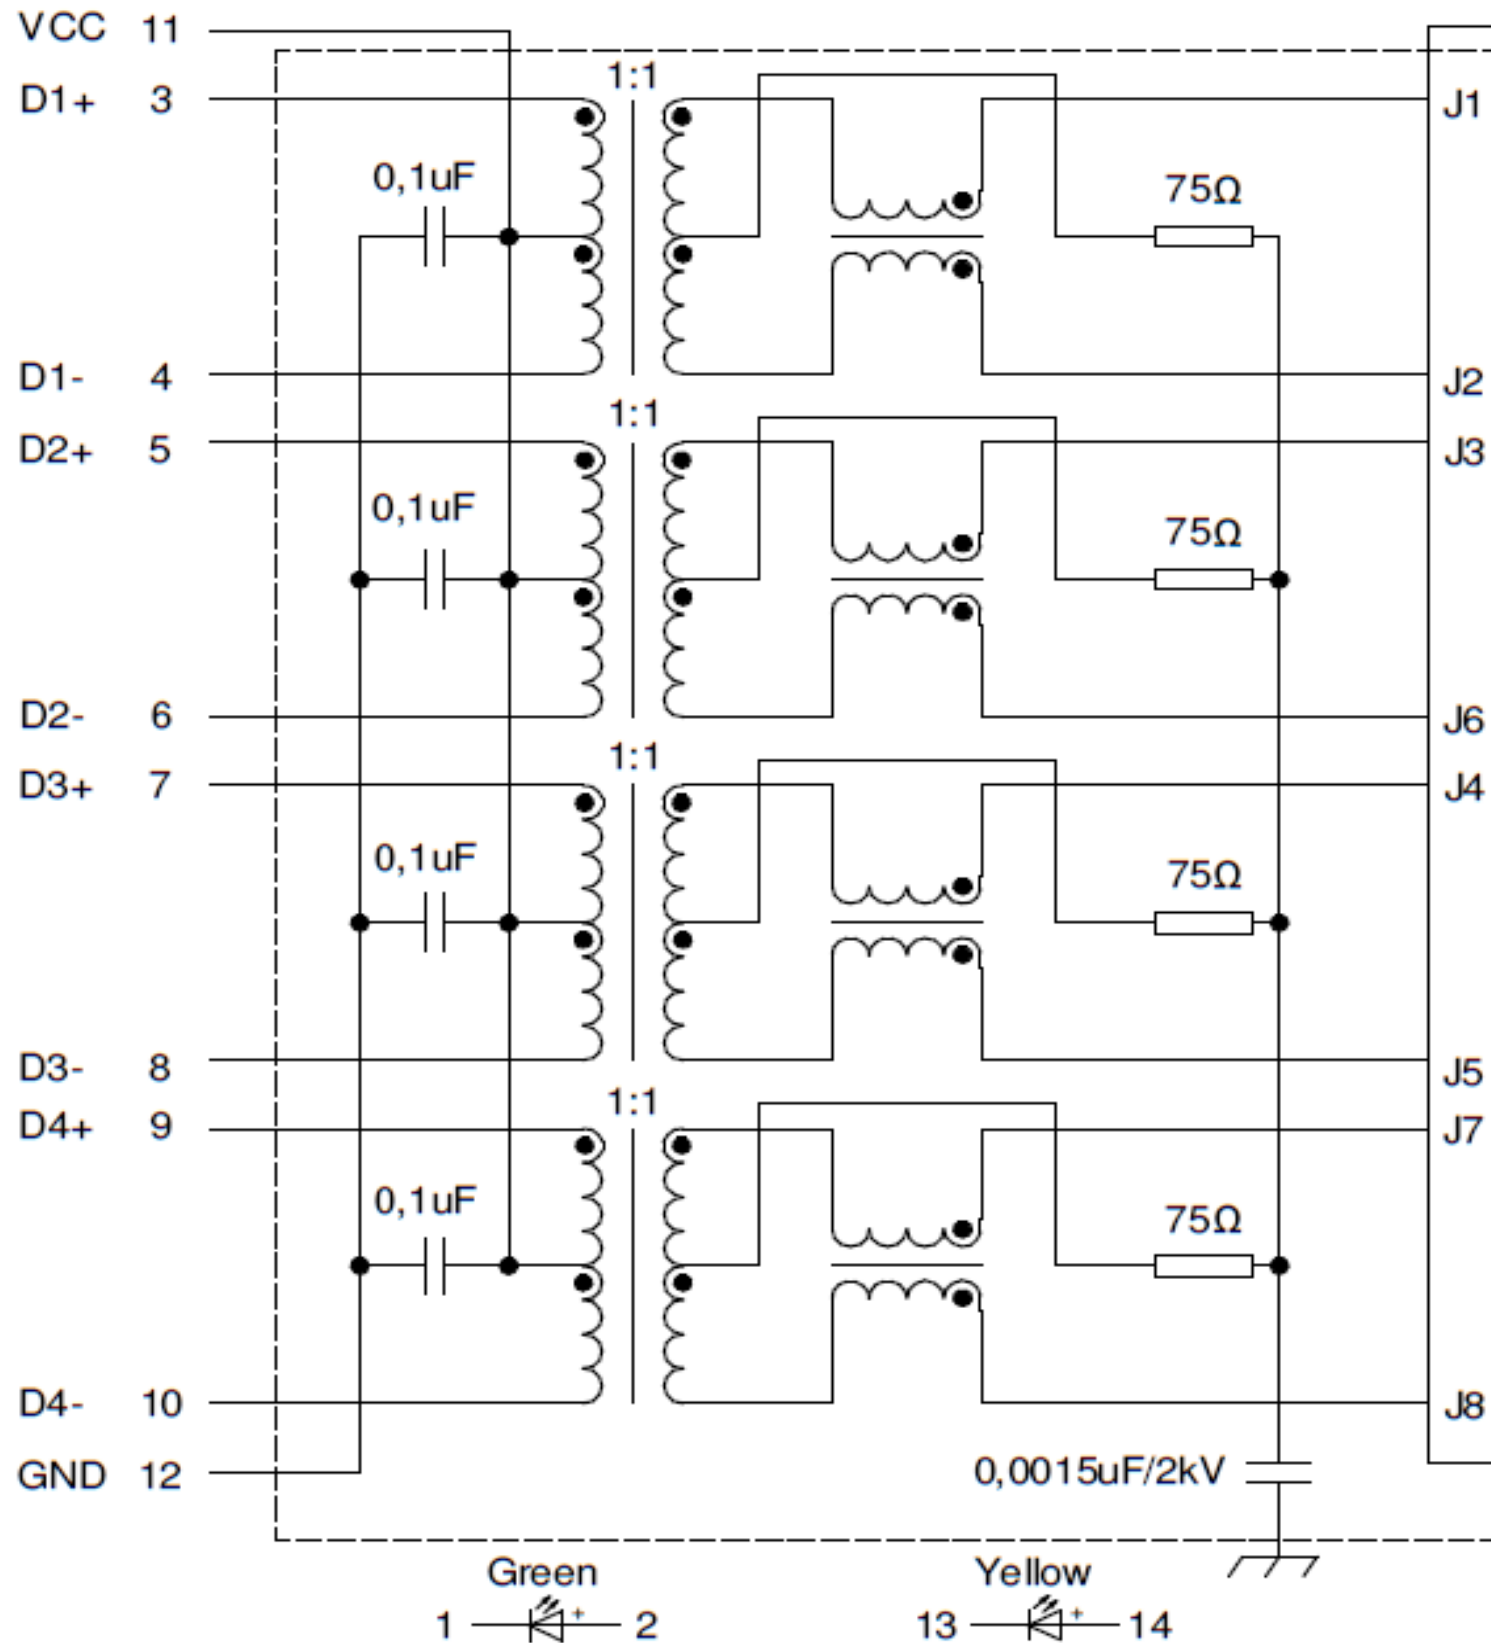 VCC 11
1:1
D1+ 3
J1
0,1uF
75Ω
D1- 4
J2
1:1
D2+ 5
J3
0,1uF
75Ω
D2- 6
J6
1:1
D3+ 7
J4
0,1uF
75Ω
D3- 8
J5
1:1
D4+ 9
J7
0,1uF
75Ω
D4- 10
J8
GND 12
0,0015uF/2kV
Green
Yellow
1 + 2
13 + 14